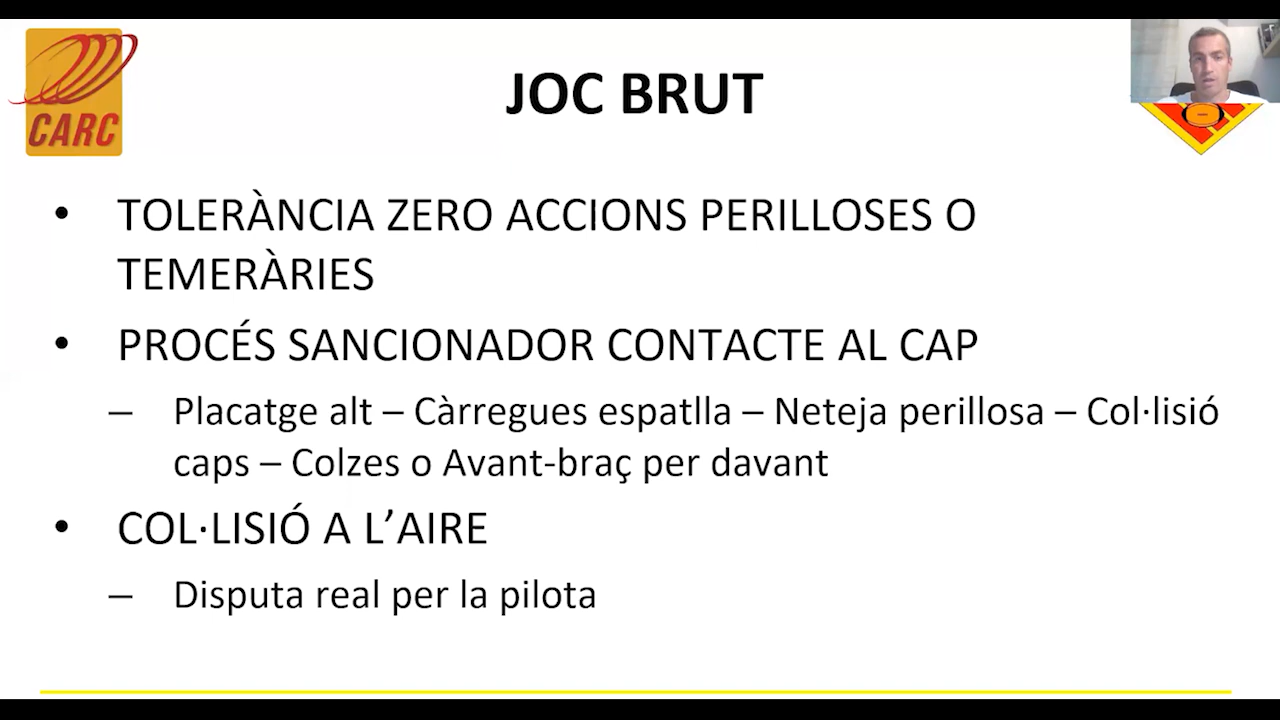 CARC
JOC BRUT
• TOLERÀNCIA ZERO ACCIONS PERILLOSES O
TEMERÀRIES
• PROCÉS SANCIONADOR CONTACTE AL CAP
– Placatge alt – Càrregues espatlla – Neteja perillosa – Col·lisió
caps – Colzes o Avant-braç per davant
• COL·LISIÓ A L’AIRE
– Disputa real per la pilota